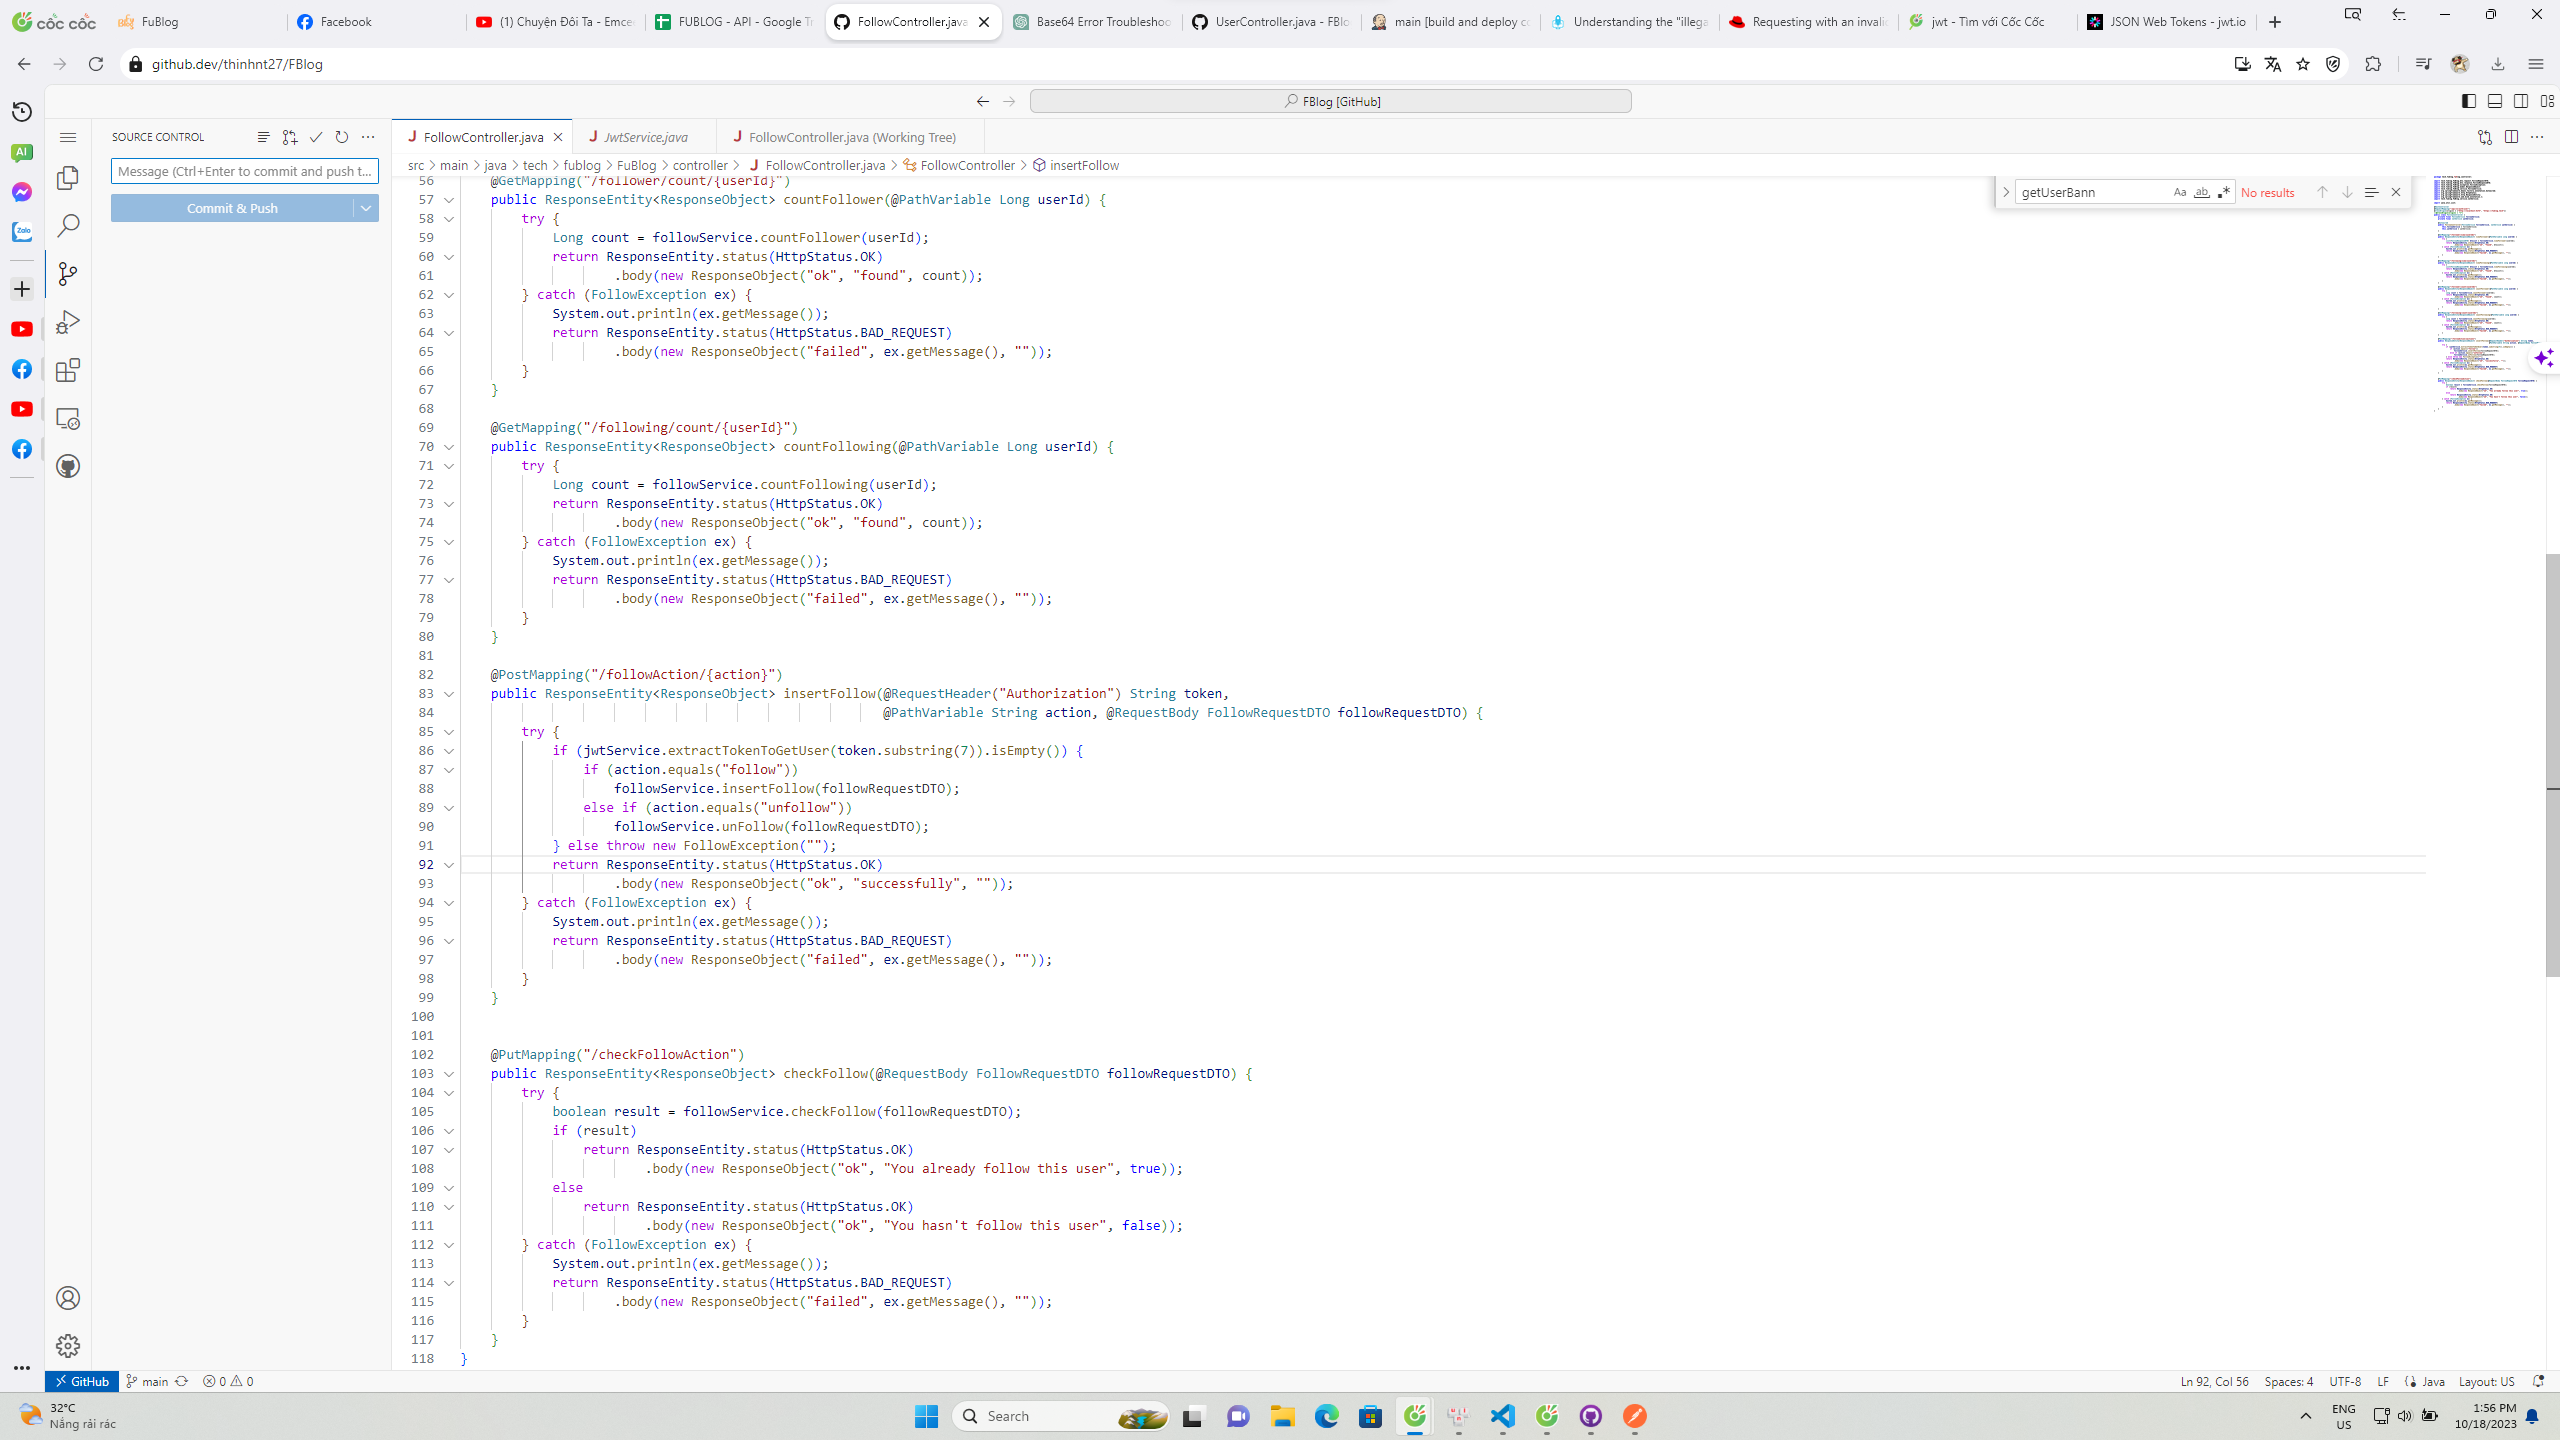 cốc cốc
FuBlog
Facebook
(1) Chuyện Đôi Ta - Emce
FUBLOG - API - Google Tr
FollowController.java
Base64 Error Troubleshoo
UserController.java - FBlo
main [build and deploy co
Understanding the "illega
Requesting with an invali
jwt - Tìm với Cốc Cốc
JSON Web Tokens - jwt.io
github.dev/thinhnt27/FBlog
FBlog [GitHub]
AI
Zalo
SOURCE CONTROL
Message (Ctrl+Enter to commit and push t...
Commit & Push
FollowController.java
JwtService.java
FollowController.java (Working Tree)
src > main > java > tech > fublog > FuBlog > controller > FollowController.java > FollowController > insertFollow
getUserBann
Aa
ab
No results
56 @GetMapping("/follower/count/{userId}")
57 public ResponseEntity<ResponseObject> countFollower(@PathVariable Long userId) {
58 try {
59 Long count = followService.countFollower(userId);
60 return ResponseEntity.status(HttpStatus.OK)
61 .body(new ResponseObject("ok", "found", count));
62 } catch (FollowException ex) {
63 System.out.println(ex.getMessage());
64 return ResponseEntity.status(HttpStatus.BAD_REQUEST)
65 .body(new ResponseObject("failed", ex.getMessage(), ""));
66 }
67 }
68
69 @GetMapping("/following/count/{userId}")
70 public ResponseEntity<ResponseObject> countFollowing(@PathVariable Long userId) {
71 try {
72 Long count = followService.countFollowing(userId);
73 return ResponseEntity.status(HttpStatus.OK)
74 .body(new ResponseObject("ok", "found", count));
75 } catch (FollowException ex) {
76 System.out.println(ex.getMessage());
77 return ResponseEntity.status(HttpStatus.BAD_REQUEST)
78 .body(new ResponseObject("failed", ex.getMessage(), ""));
79 }
80 }
81
82 @PostMapping("/followAction/{action}")
83 public ResponseEntity<ResponseObject> insertFollow(@RequestHeader("Authorization") String token,
84 @PathVariable String action, @RequestBody FollowRequestDTO followRequestDTO) {
85 try {
86 if (jwtService.extractTokenToGetUser(token.substring(7)).isEmpty()) {
87 if (action.equals("follow"))
88 followService.insertFollow(followRequestDTO);
89 else if (action.equals("unfollow"))
90 followService.unFollow(followRequestDTO);
91 } else throw new FollowException("");
92 return ResponseEntity.status(HttpStatus.OK)
93 .body(new ResponseObject("ok", "successfully", ""));
94 } catch (FollowException ex) {
95 System.out.println(ex.getMessage());
96 return ResponseEntity.status(HttpStatus.BAD_REQUEST)
97 .body(new ResponseObject("failed", ex.getMessage(), ""));
98 }
99 }
100
101
102 @PutMapping("/checkFollowAction")
103 public ResponseEntity<ResponseObject> checkFollow(@RequestBody FollowRequestDTO followRequestDTO) {
104 try {
105 boolean result = followService.checkFollow(followRequestDTO);
106 if (result)
107 return ResponseEntity.status(HttpStatus.OK)
108 .body(new ResponseObject("ok", "You already follow this user", true));
109 else
110 return ResponseEntity.status(HttpStatus.OK)
111 .body(new ResponseObject("ok", "You hasn't follow this user", false));
112 } catch (FollowException ex) {
113 System.out.println(ex.getMessage());
114 return ResponseEntity.status(HttpStatus.BAD_REQUEST)
115 .body(new ResponseObject("failed", ex.getMessage(), ""));
116 }
117 }
118 }
GitHub
main
0
0
Ln 92, Col 56
Spaces: 4
UTF-8
LF
Java
Layout: US
32°C
Nắng rải rác
Search
ENG
US
1:56 PM
10/18/2023